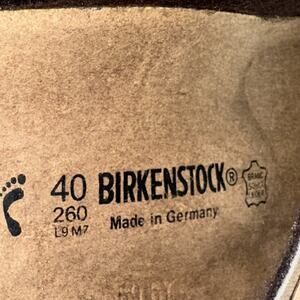 40 BIRKENSTOCK®
260 Made in Germany
L9 M7